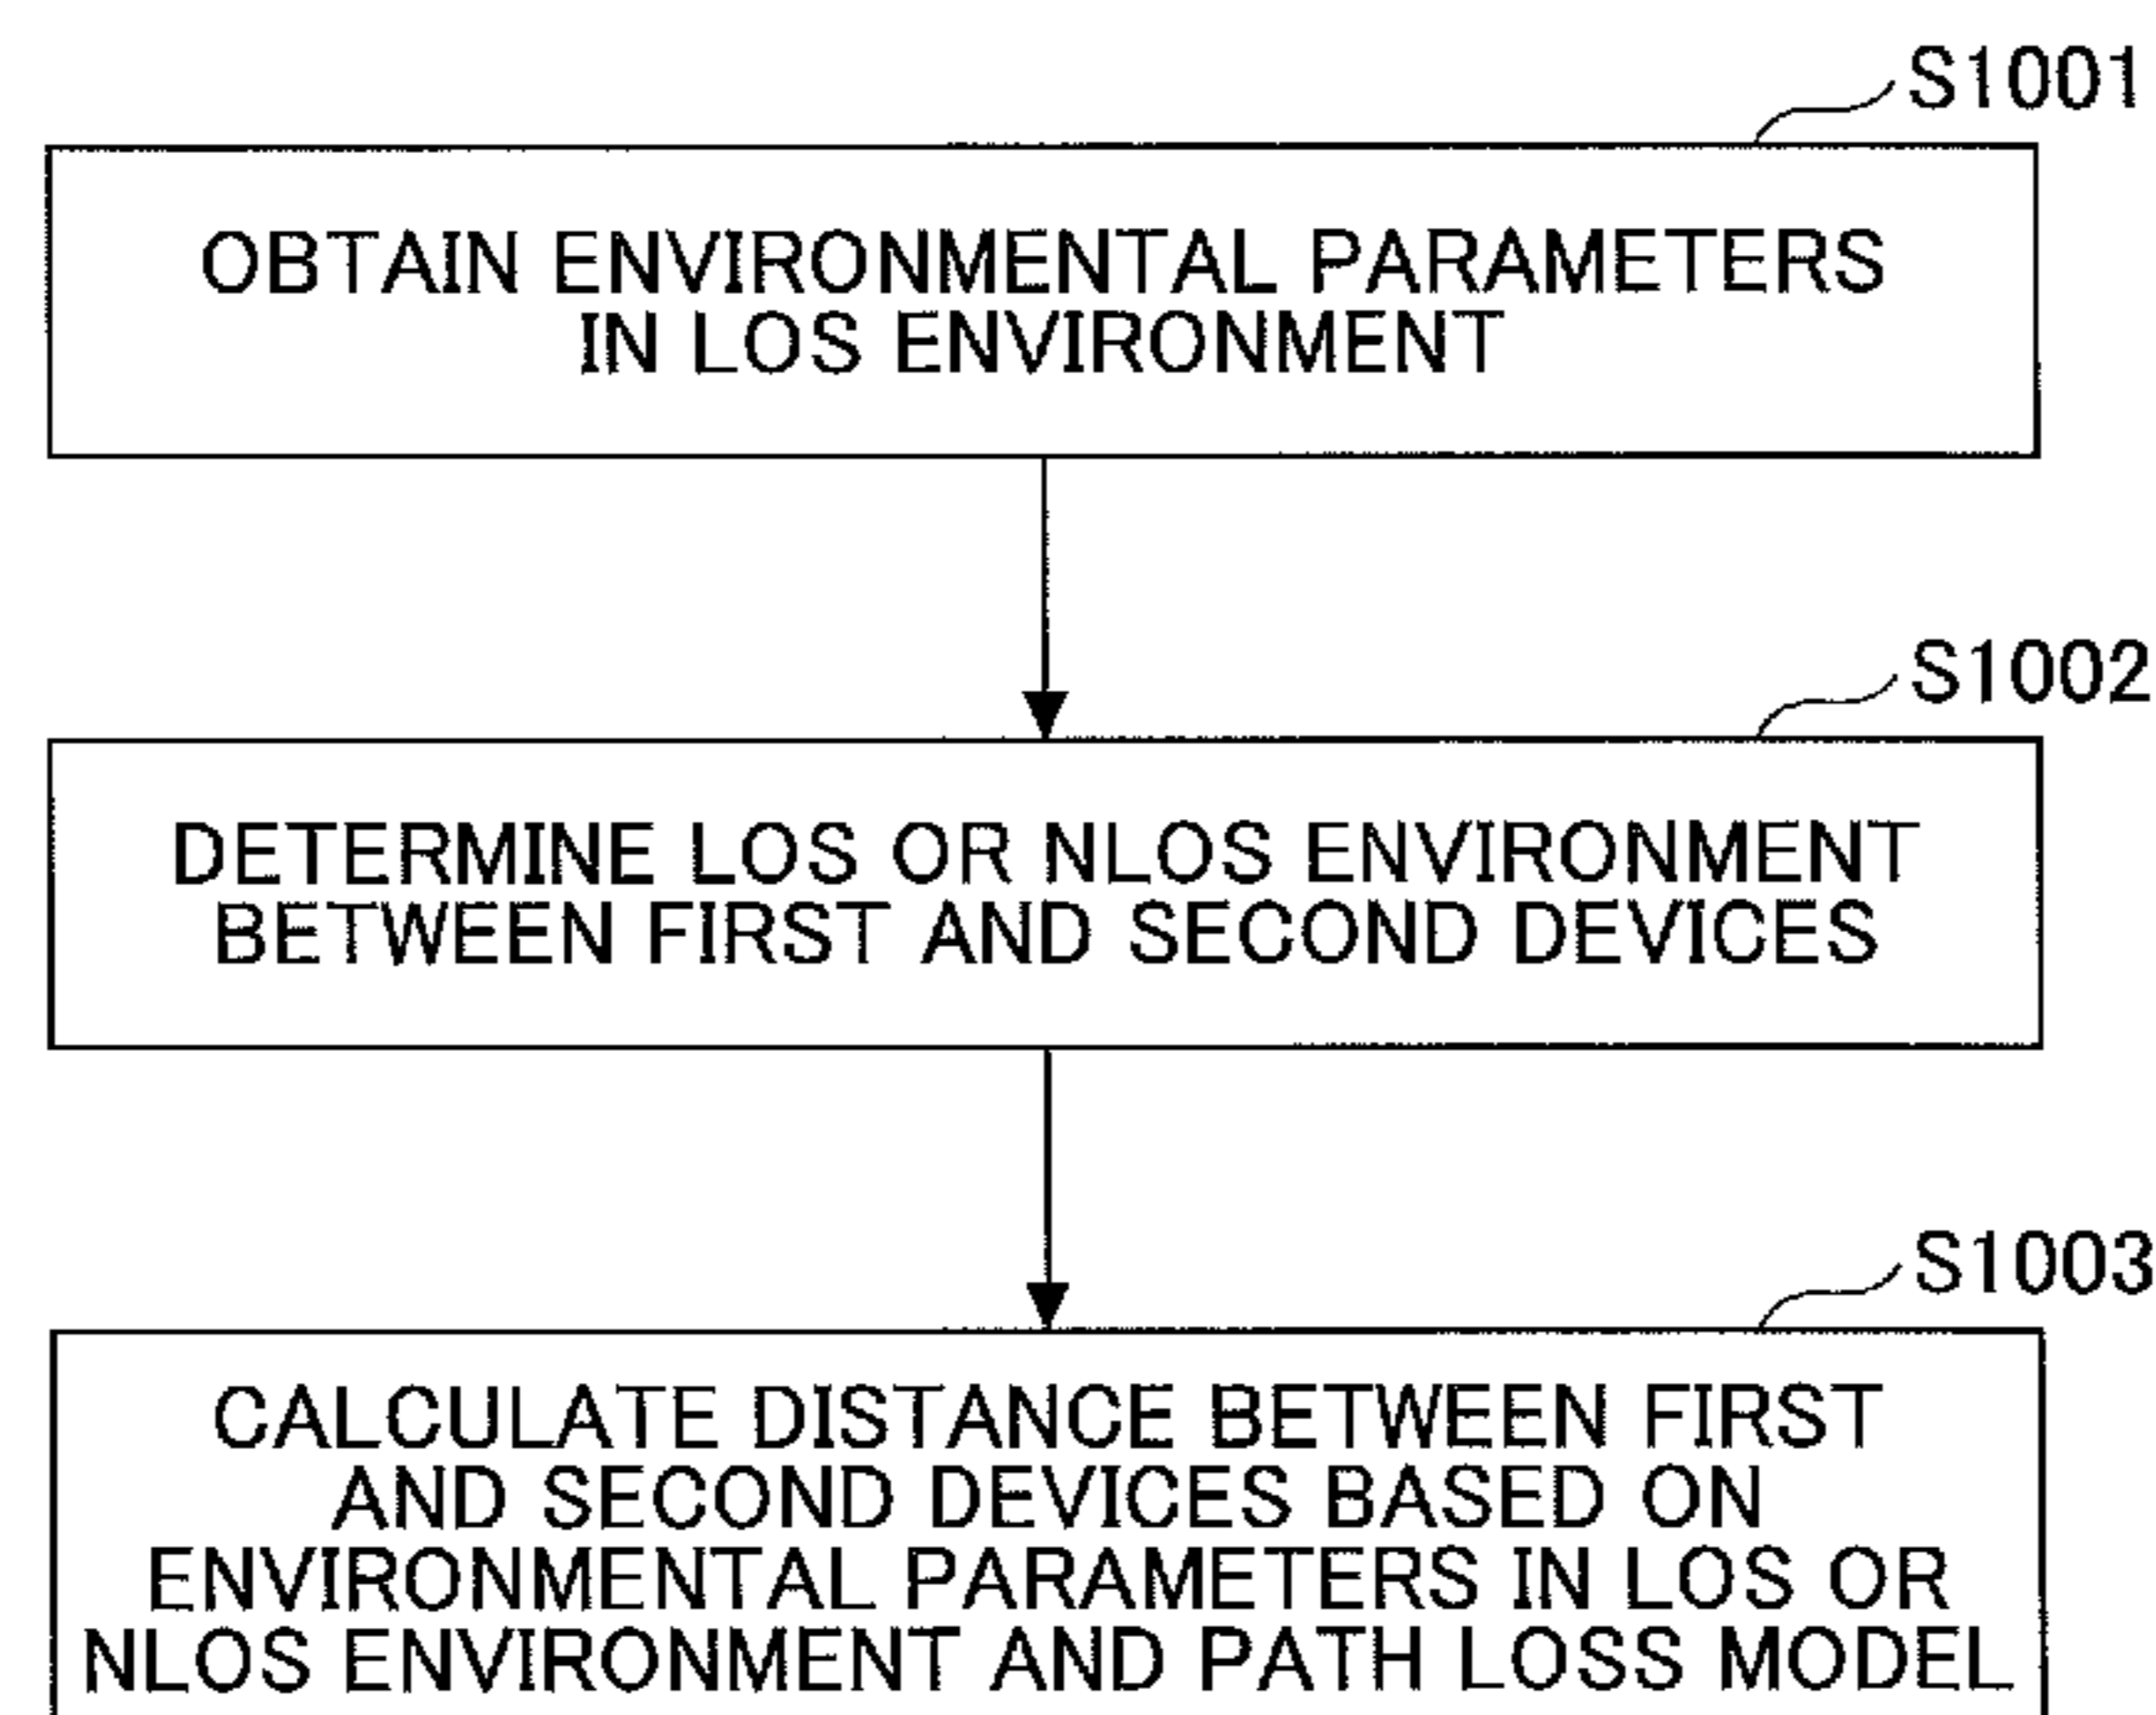 S1001
OBTAIN ENVIRONMENTAL PARAMETERS
IN LOS ENVIRONMENT
S1002
DETERMINE LOS OR NLOS ENVIRONMENT
BETWEEN FIRST AND SECOND DEVICES
S1003
CALCULATE DISTANCE BETWEEN FIRST
AND SECOND DEVICES BASED ON
ENVIRONMENTAL PARAMETERS IN LOS OR
NLOS ENVIRONMENT AND PATH LOSS MODEL